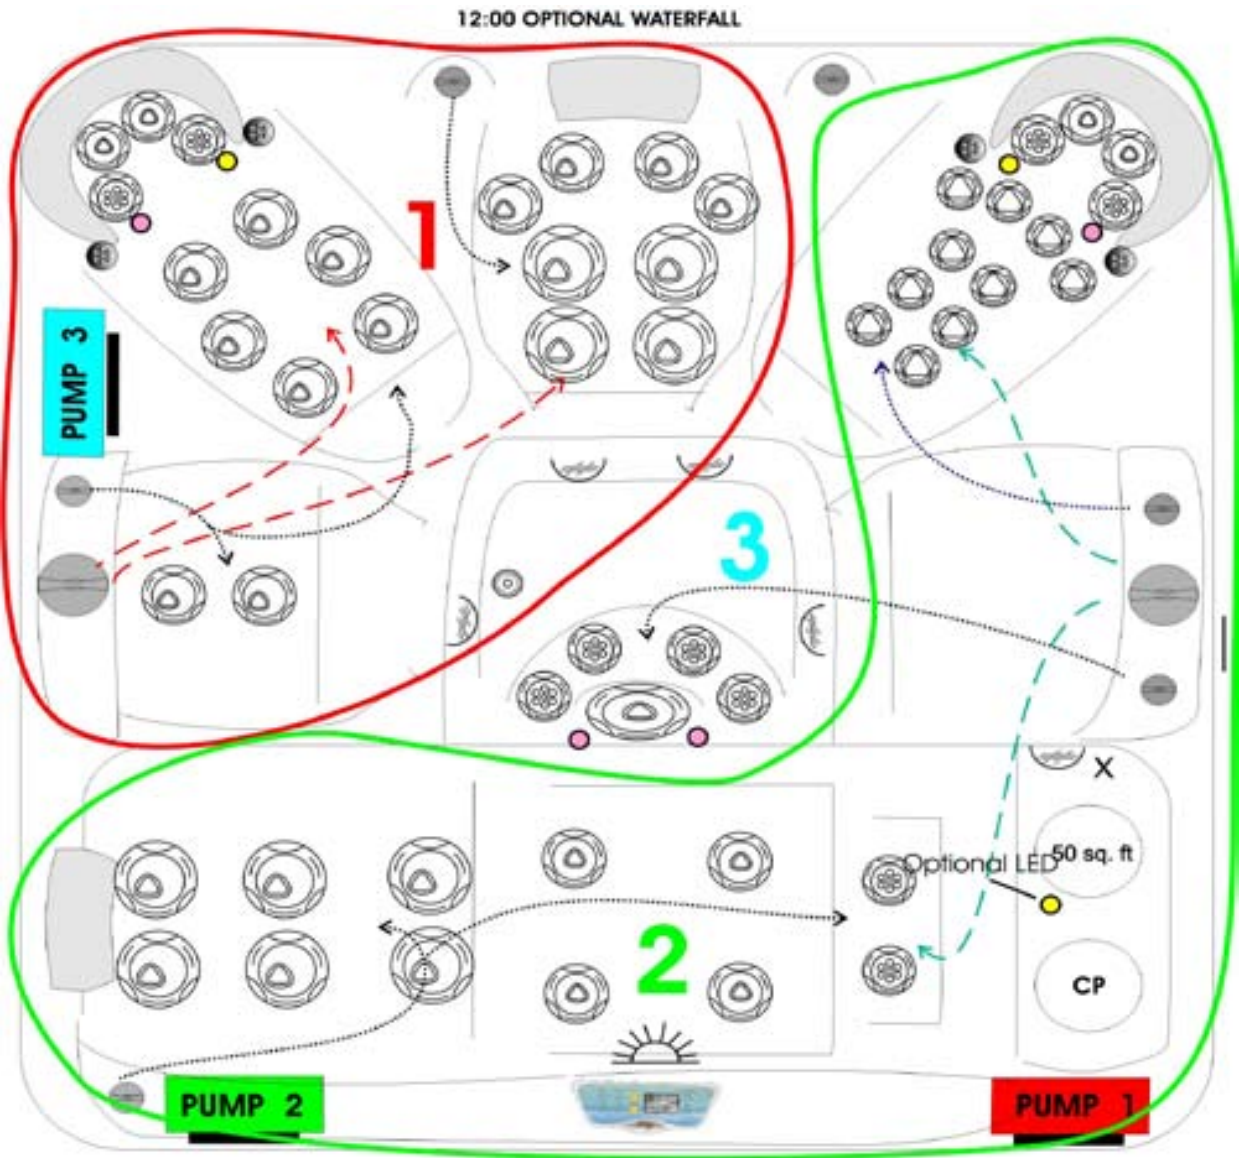 12:00 OPTIONAL WATERFALL
1
PUMP 3
3
X
50 sq. ft
Optional LED
2
CP
PUMP 2
PUMP 1